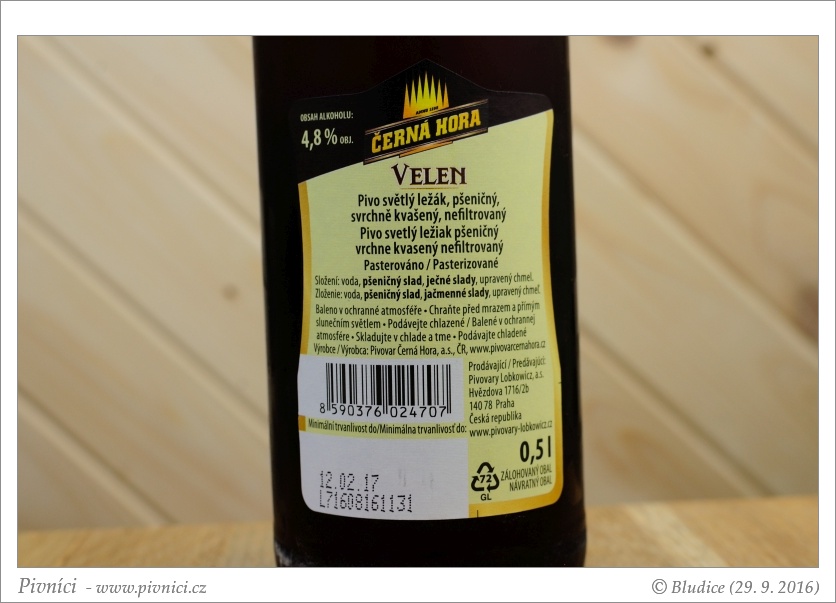 OBSAH ALKOHOLU:
4,8 % OBJ.
ČERNÁ HORA
VELEN
Pivo světlý ležák, pšeničný,
svrchně kvašený, nefiltrovaný
Pivo svetlý ležiak pšeničný
vrchne kvasený nefiltrovaný
Pasterováno / Pasterizované
Složení: voda, pšeničný slad, ječné slady, upravený chmel.
Zloženie: voda, pšeničný slad, jačmenné slady, upravený chmeľ.
Baleno v ochranné atmosféře • Chraňte před mrazem a přímým
slunečním světlem • Podávejte chlazené / Balené v ochrannej
atmosfére • Skladujte v chlade a tme • Podávajte chladené
Výrobce / Výrobca: Pivovar Černá Hora, a.s., ČR, www.pivovarcernahora.cz
Prodávající / Predávajúci:
Pivovary Lobkowicz, a.s.
Hvězdova 1716/2b
140 78 Praha
Česká republika
www.pivovary-lobkowicz.cz
8 590376 024707
Minimální trvanlivost do/Minimálna trvanlivosť do:
12.02.17
L71608161131
0,5 l
72
GL
ZÁLOHOVANÝ OBAL
NÁVRATNÝ OBAL
Pivníci - www.pivnici.cz
© Bludice (29. 9. 2016)